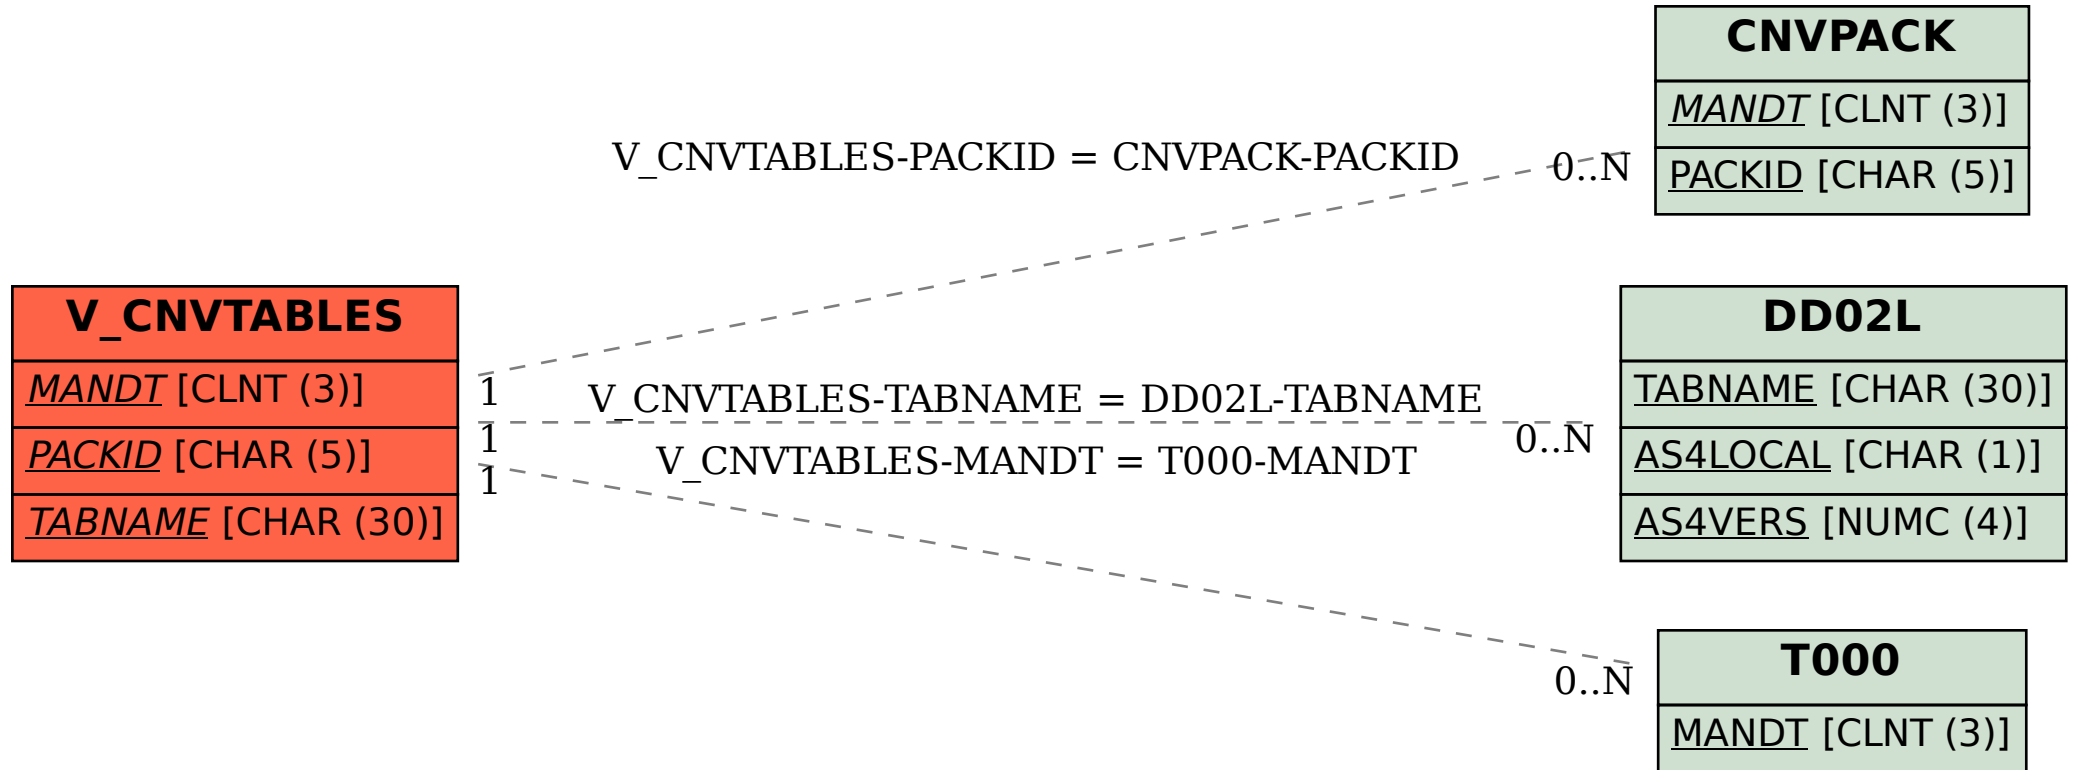 CNVPACK
MANDT [CLNT (3)]
PACKID [CHAR (5)]
V_CNVTABLES-PACKID = CNVPACK-PACKID
0..N
V_CNVTABLES
MANDT [CLNT (3)]
PACKID [CHAR (5)]
TABNAME [CHAR (30)]
1
V_CNVTABLES-TABNAME = DD02L-TABNAME
1
0..N
V_CNVTABLES-MANDT = T000-MANDT
1
DD02L
TABNAME [CHAR (30)]
AS4LOCAL [CHAR (1)]
AS4VERS [NUMC (4)]
0..N
T000
MANDT [CLNT (3)]